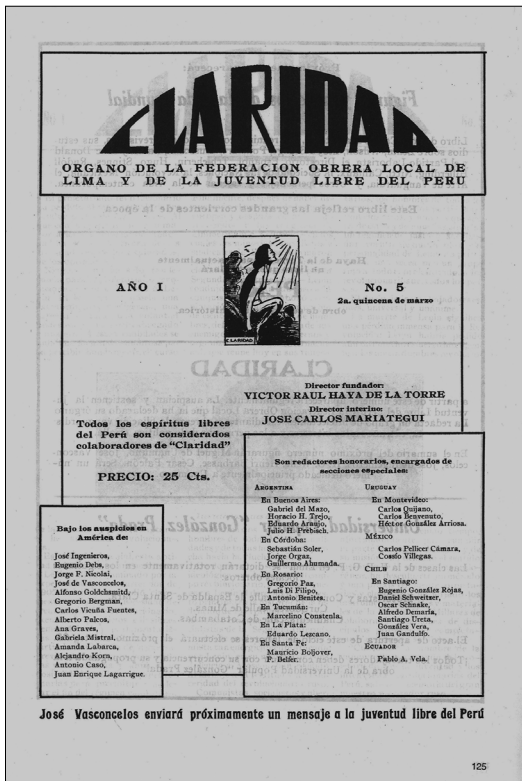 CLARIDAD
ORGANO DE LA FEDERACION OBRERA LOCAL DE
LIMA Y DE LA JUVENTUD LIBRE DEL PERU
AÑO I
No. 5
2a. quincena de marzo
CLARIDAD
Director fundador:
VICTOR RAUL HAYA DE LA TORRE
Director interino:
JOSE CARLOS MARIATEGUI
Todos los espíritus libres
del Perú son considerados
colaboradores de "Claridad"
PRECIO: 25 Cts.
Bajo los auspicios en
América de:
José Ingenieros,
Eugenio Debs,
Jorge F. Nicolai,
José de Vasconcelos,
Alfonso Goldchsmitd,
Gregorio Bergman,
Carlos Vicuña Fuentes,
Alberto Palcos,
Ana Graves,
Gabriela Mistral,
Amanda Labarca,
Alejandro Korn,
Antonio Caso,
Juan Enrique Lagarrigue.
Son redactores honorarios, encargados de
secciones especiales:
ARGENTINA
En Buenos Aires:
Gabriel del Mazo,
Horacio H. Trejo,
Eduardo Araujo,
Julio H. Prebisch,
En Córdoba:
Sebastián Soler,
Jorge Orgaz,
Guillermo Ahumada.
En Rosario:
Gregorio Paz,
Luis Di Filipo,
Antonio Benites.
En Tucumán:
Marcelino Constenla.
En La Plata:
Eduardo Lezcano.
En Santa Fe:
Mauricio Boljover,
F. Belfer.
URUGUAY
En Montevideo:
Carlos Quijano,
Carlos Benvenuto,
Héctor González Arriosa.
MÉXICO
Carlos Pellicer Cámara,
Cossío Villegas.
CHILE
En Santiago:
Eugenio González Rojas,
Daniel Schweitzer,
Oscar Schnake,
Alfredo Demaría,
Santiago Ureta,
González Vera,
Juan Gandulfo.
ECUADOR
Pablo A. Vela.
José Vasconcelos enviará próximamente un mensaje a la juventud libre del Perú
125